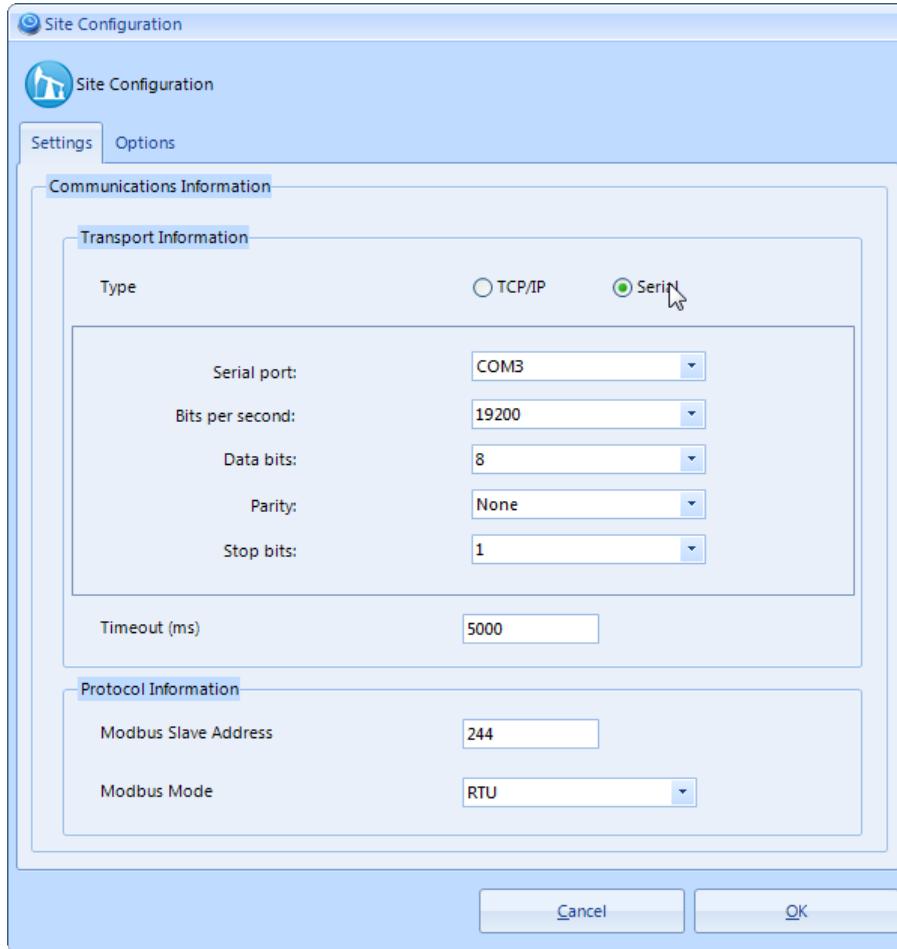 Site Configuration
Site Configuration
Settings Options
Communications Information
Transport Information
Type TCP/IP Serial
Serial port: COM3
Bits per second: 19200
Data bits: 8
Parity: None
Stop bits: 1
Timeout (ms) 5000
Protocol Information
Modbus Slave Address 244
Modbus Mode RTU
Cancel OK